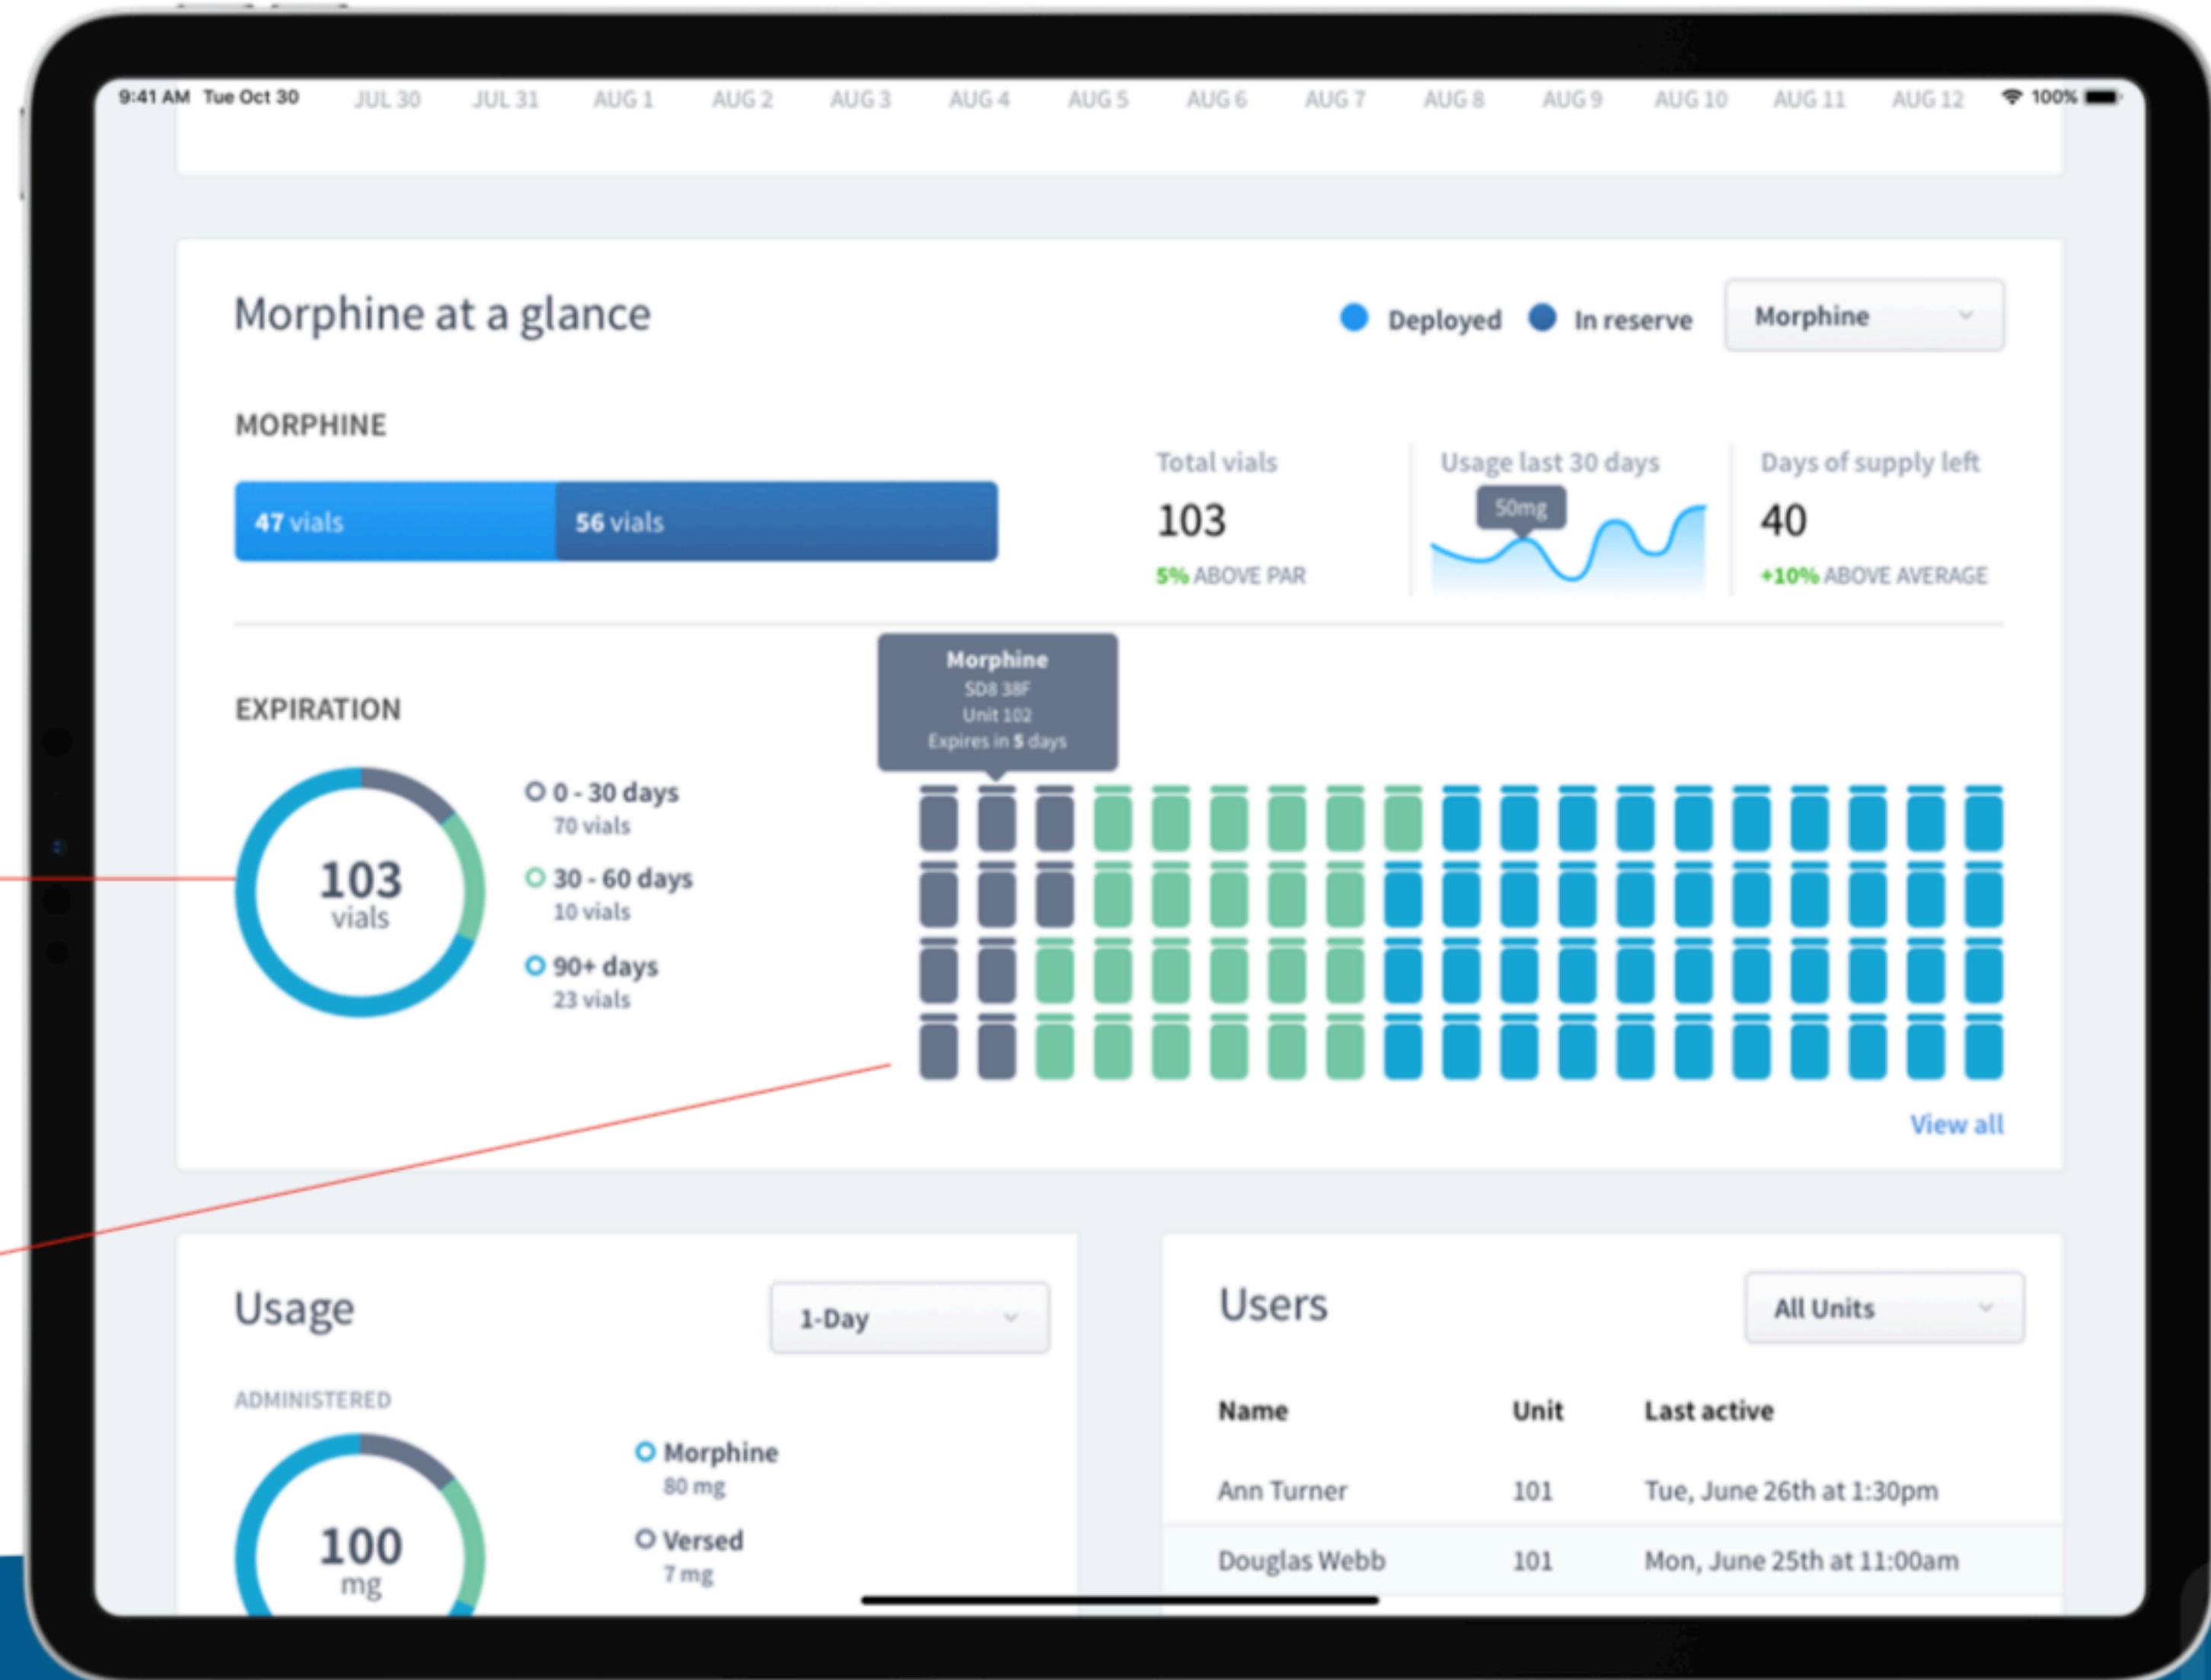 9:41 AM Tue Oct 30 JUL 30 JUL 31 AUG 1 AUG 2 AUG 3 AUG 4 AUG 5 AUG 6 AUG 7 AUG 8 AUG 9 AUG 10 AUG 11 AUG 12 100%
Morphine at a glance
Deployed In reserve Morphine
MORPHINE
47 vials 56 vials
Total vials
103
5% ABOVE PAR
Usage last 30 days
50mg
Days of supply left
40
+10% ABOVE AVERAGE
EXPIRATION
103
vials
0 - 30 days
70 vials
30 - 60 days
10 vials
90+ days
23 vials
Morphine
SD8 38F
Unit 102
Expires in 5 days
View all
Usage
1-Day
ADMINISTERED
100
mg
Morphine
80 mg
Versed
7 mg
Users
All Units
Name Unit Last active
Ann Turner 101 Tue, June 26th at 1:30pm
Douglas Webb 101 Mon, June 25th at 11:00am